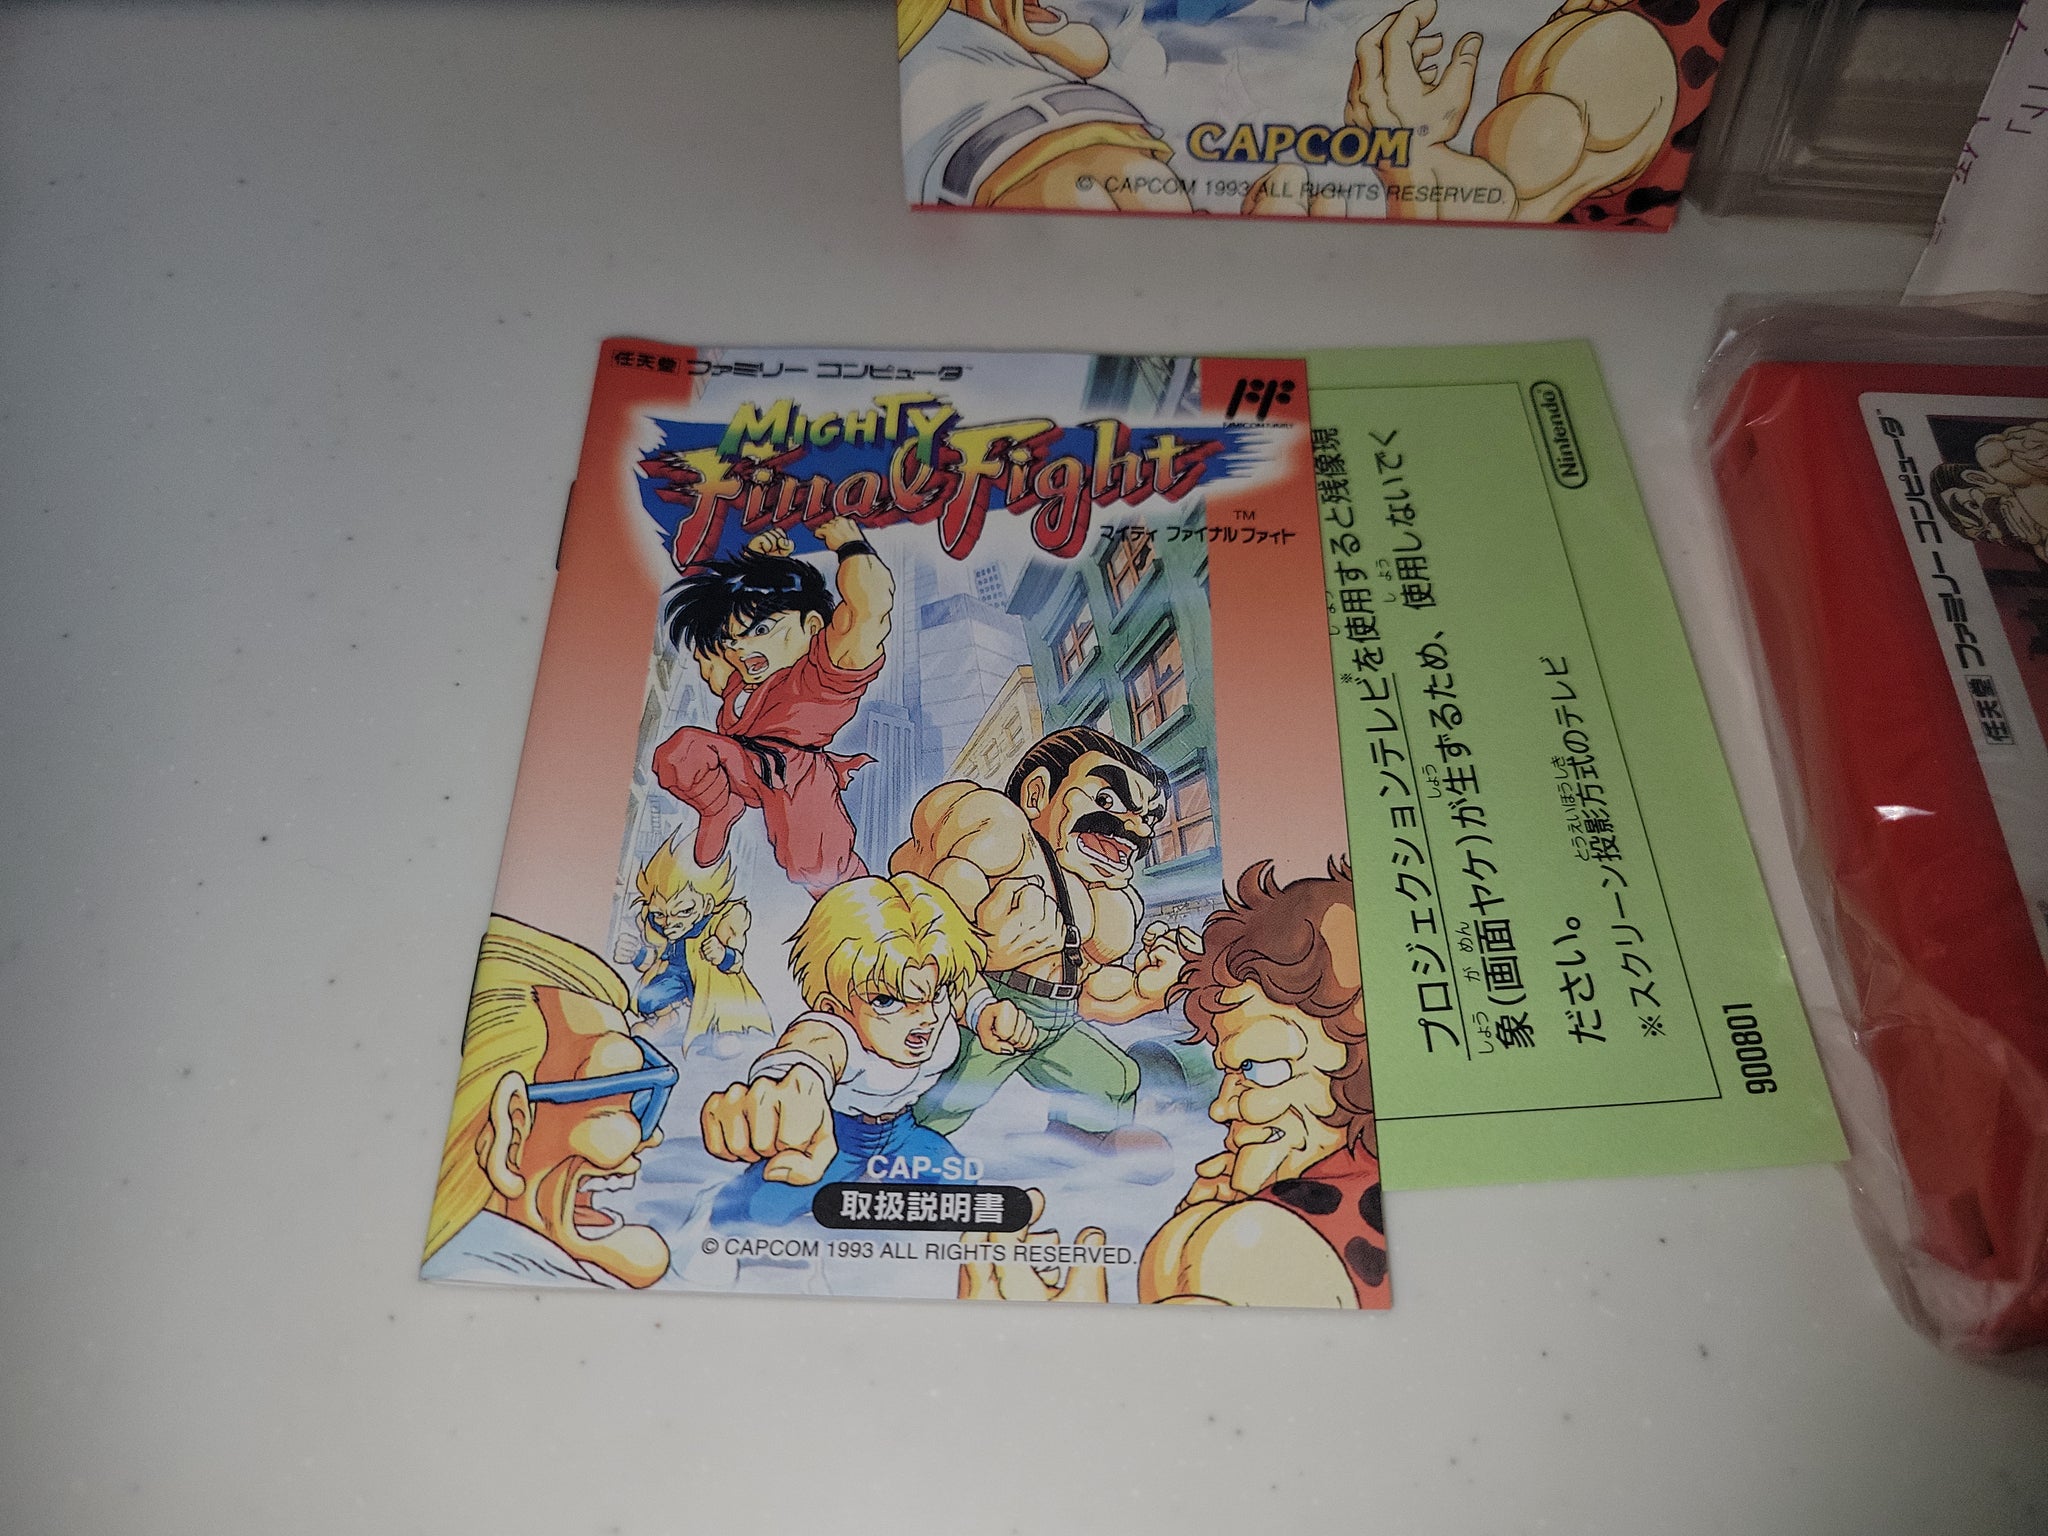 CAPCOM®
© CAPCOM 1993 ALL RIGHTS RESERVED.
任天堂 ファミリー コンピュータ™
MIGHTY
Final Fight
TM
マイティ ファイナル ファイト
CAP-SD
取扱説明書
© CAPCOM 1993 ALL RIGHTS RESERVED.
Nintendo®
プロジェクションテレビ※を使用すると残像現
象(画面ヤケ)が生ずるため、使用しないでく
ださい。
※スクリーン投影方式のテレビ
900801
任天堂 ファミリー コンピュータ™